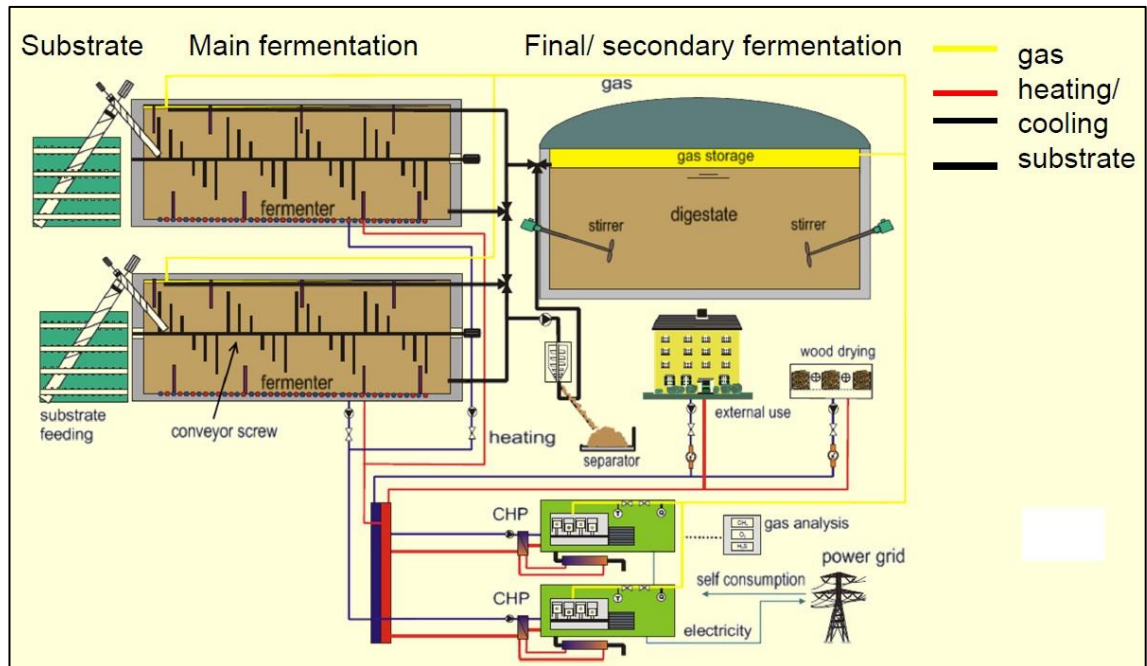 Substrate
Main fermentation
Final/ secondary fermentation
gas
heating/
cooling
substrate
gas
gas storage
digestate
stirrer
stirrer
fermenter
fermenter
substrate
feeding
conveyor screw
heating
separator
external use
wood drying
CHP
T
Q
CH₄
O₂
H₂S
gas analysis
power grid
self consumption
CHP
T
Q
electricity